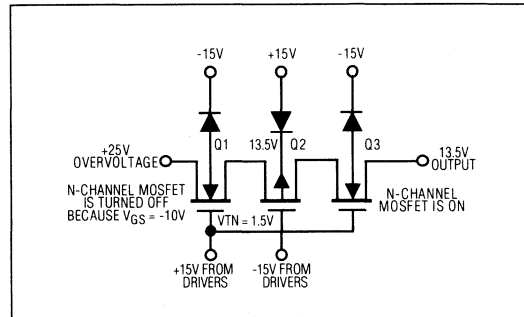 -15V +15V -15V
+25V
OVERVOLTAGE
Q1
13.5V
Q2
Q3
13.5V
OUTPUT
N-CHANNEL MOSFET
IS TURNED OFF
BECAUSE VGS = -10V
VTN = 1.5V
N-CHANNEL
MOSFET IS ON
+15V FROM
DRIVERS
-15V FROM
DRIVERS